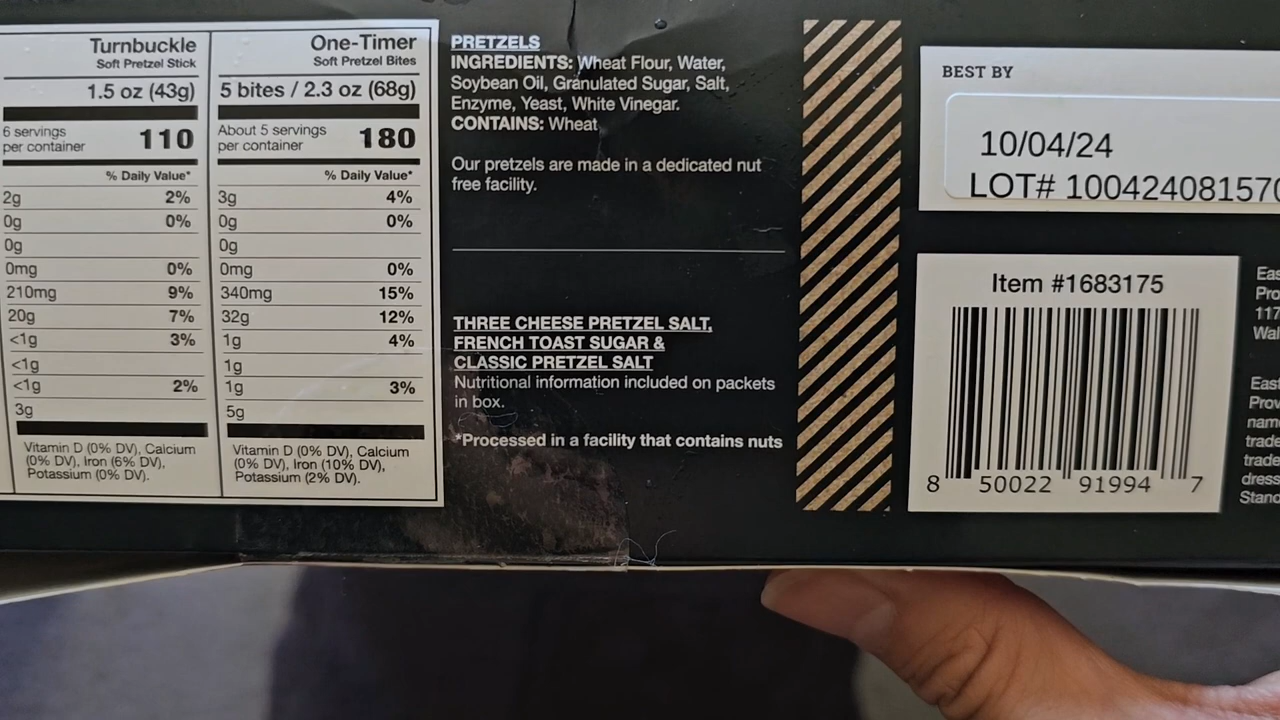 Turnbuckle
Soft Pretzel Stick
1.5 oz (43g)
6 servings
per container 110
% Daily Value*
2g 2%
0g 0%
0g
0mg 0%
210mg 9%
20g 7%
<1g 3%
<1g
<1g 2%
3g
Vitamin D (0% DV), Calcium
(0% DV), Iron (6% DV),
Potassium (0% DV).
One-Timer
Soft Pretzel Bites
5 bites / 2.3 oz (68g)
About 5 servings
per container 180
% Daily Value*
3g 4%
0g 0%
0g
0mg 0%
340mg 15%
32g 12%
1g 4%
1g
1g 3%
5g
Vitamin D (0% DV), Calcium
(0% DV), Iron (10% DV),
Potassium (2% DV).
PRETZELS
INGREDIENTS: Wheat Flour, Water,
Soybean Oil, Granulated Sugar, Salt,
Enzyme, Yeast, White Vinegar.
CONTAINS: Wheat
Our pretzels are made in a dedicated nut
free facility.
THREE CHEESE PRETZEL SALT,
FRENCH TOAST SUGAR &
CLASSIC PRETZEL SALT
Nutritional information included on packets
in box.
*Processed in a facility that contains nuts
BEST BY
10/04/24
LOT# 100424081570
Item #1683175
8 50022 91994 7